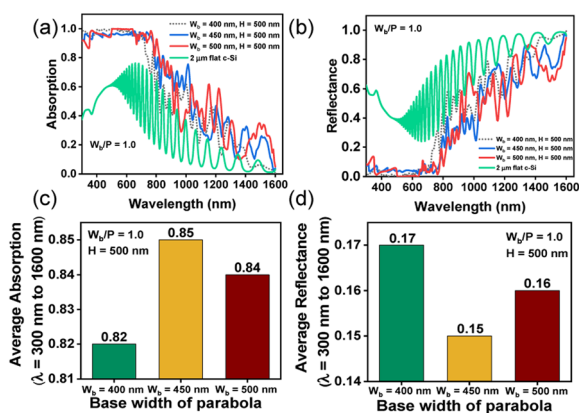 (a)
W_b = 400 nm, H = 500 nm
W_b = 450 nm, H = 500 nm
W_b = 500 nm, H = 500 nm
2 μm flat c-Si
W_b/P = 1.0
Absorption
1.0
0.8
0.6
0.4
0.2
0.0
400 600 800 1000 1200 1400 1600
Wavelength (nm)
(b)
W_b/P = 1.0
W_b = 400 nm, H = 500 nm
W_b = 450 nm, H = 500 nm
W_b = 500 nm, H = 500 nm
2 μm flat c-Si
Reflectance
1.0
0.8
0.6
0.4
0.2
0.0
400 600 800 1000 1200 1400 1600
Wavelength (nm)
(c)
W_b/P = 1.0
H = 500 nm
Average Absorption
(λ = 300 nm to 1600 nm)
0.85
0.84
0.83
0.82
0.81
0.82
0.85
0.84
W_b = 400 nm W_b = 450 nm W_b = 500 nm
Base width of parabola
(d)
W_b/P = 1.0
H = 500 nm
Average Reflectance
(λ = 300 nm to 1600 nm)
0.17
0.16
0.15
0.14
0.17
0.15
0.16
W_b = 400 nm W_b = 450 nm W_b = 500 nm
Base width of parabola